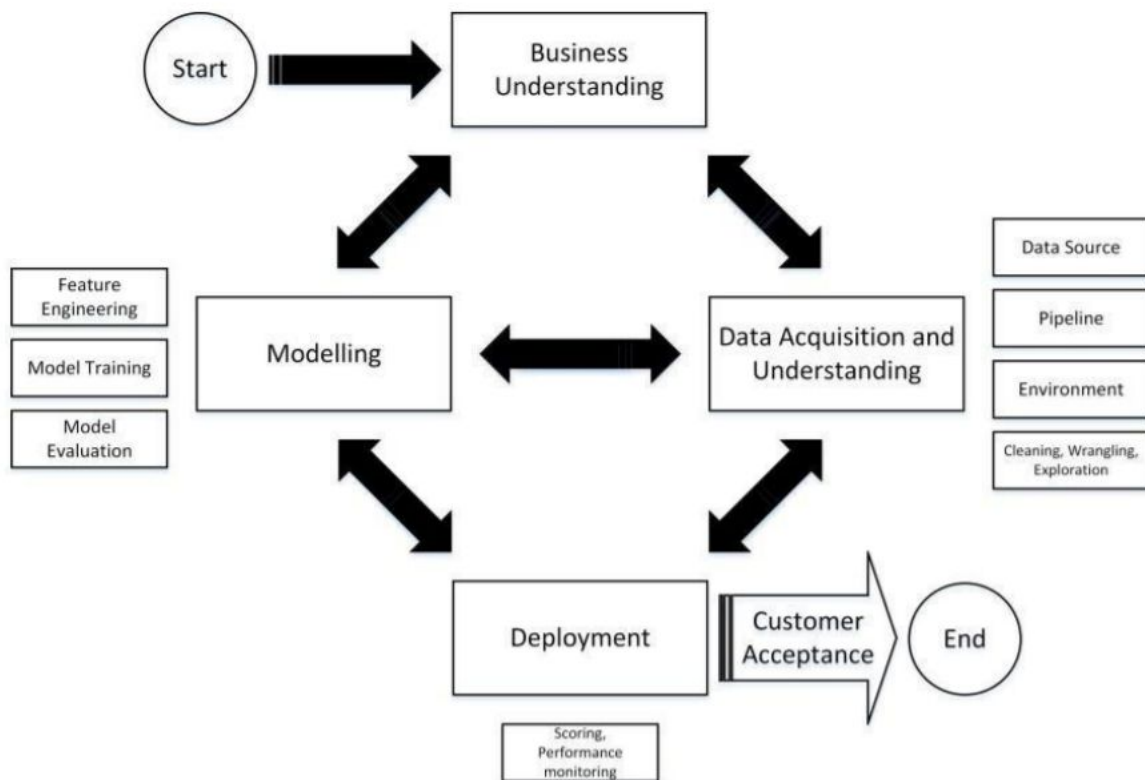 Start
Business
Understanding
Data Source
Feature
Engineering
Pipeline
Modelling
Data Acquisition and
Understanding
Model Training
Environment
Model
Evaluation
Cleaning, Wrangling,
Exploration
Deployment
Customer
Acceptance
End
Scoring,
Performance
monitoring